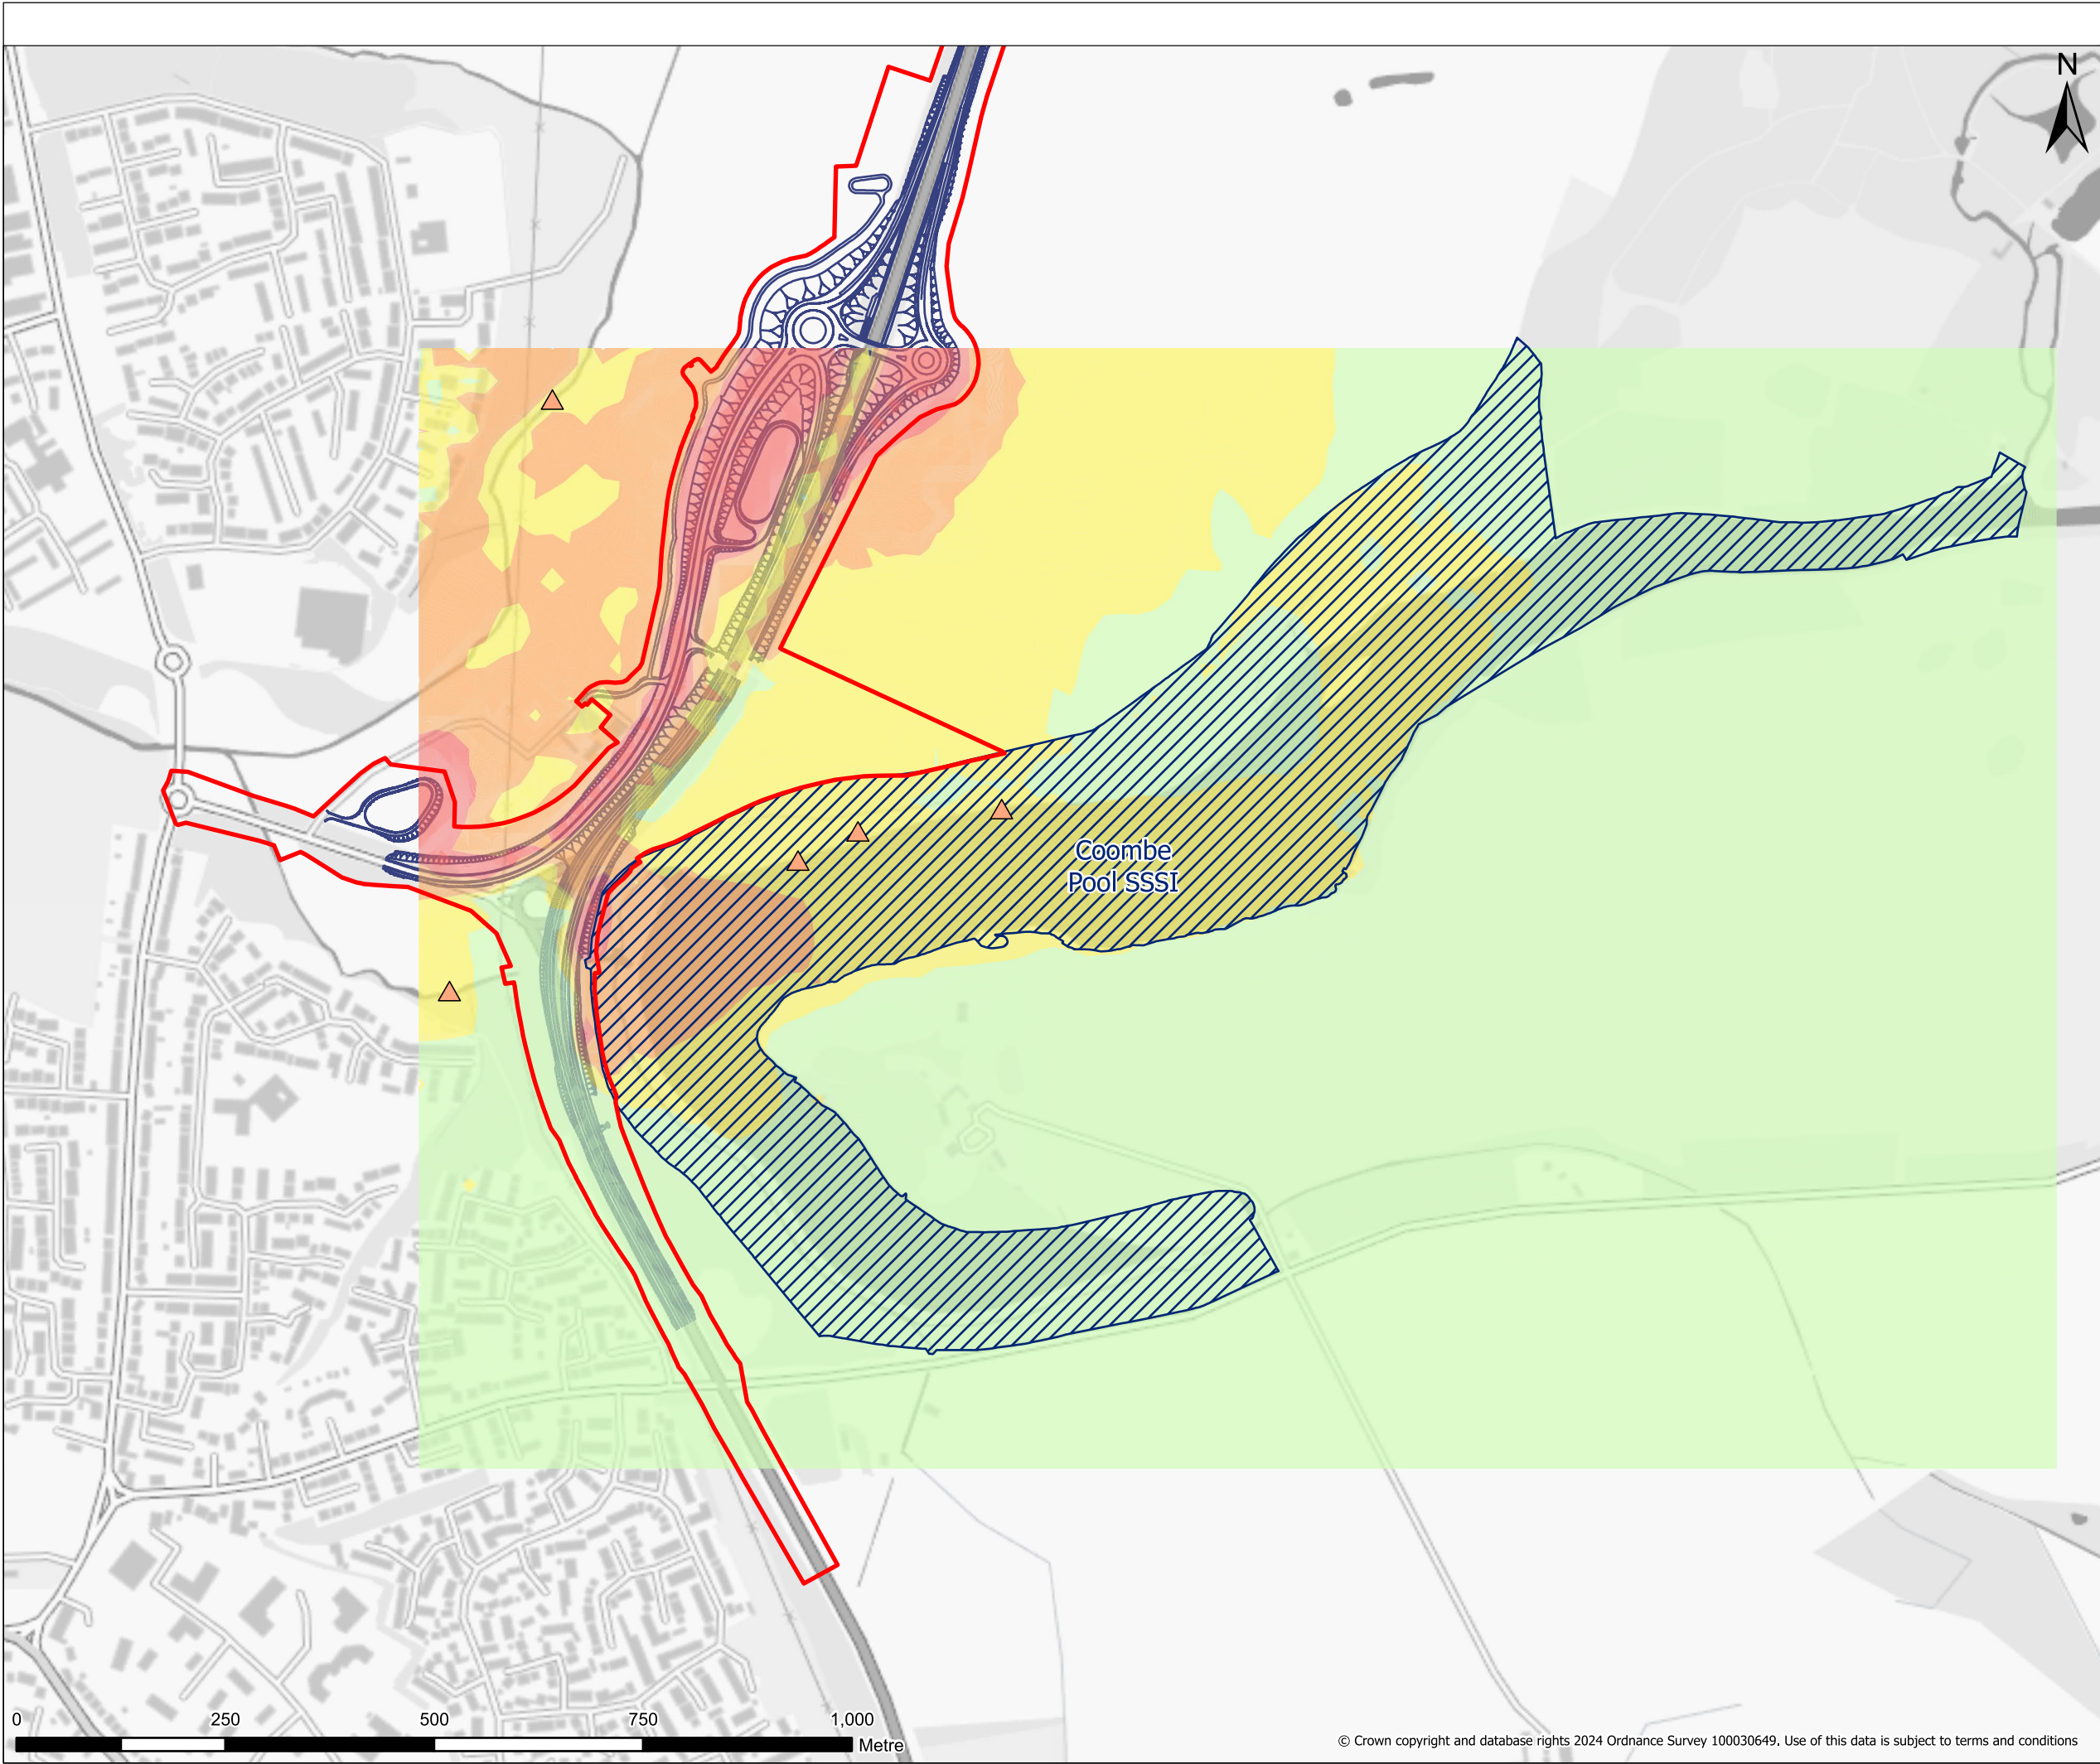 N
Coombe
Pool SSSI
0 250 500 750 1,000
Metre
© Crown copyright and database rights 2024 Ordnance Survey 100030649. Use of this data is subject to terms and conditions